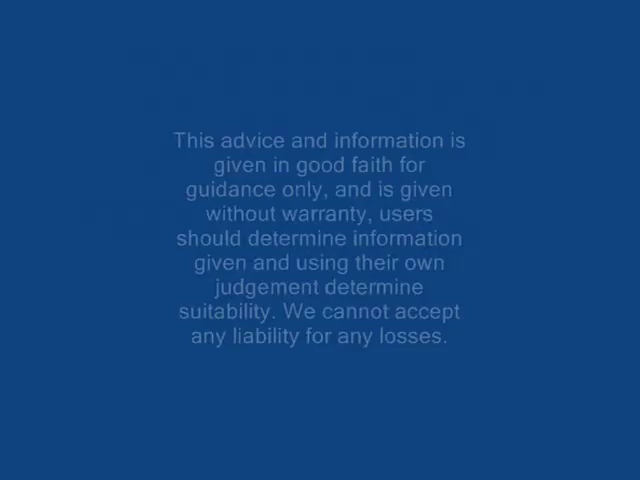 This advice and information is
given in good faith for
guidance only, and is given
without warranty, users
should determine information
given and using their own
judgement determine
suitability. We cannot accept
any liability for any losses.